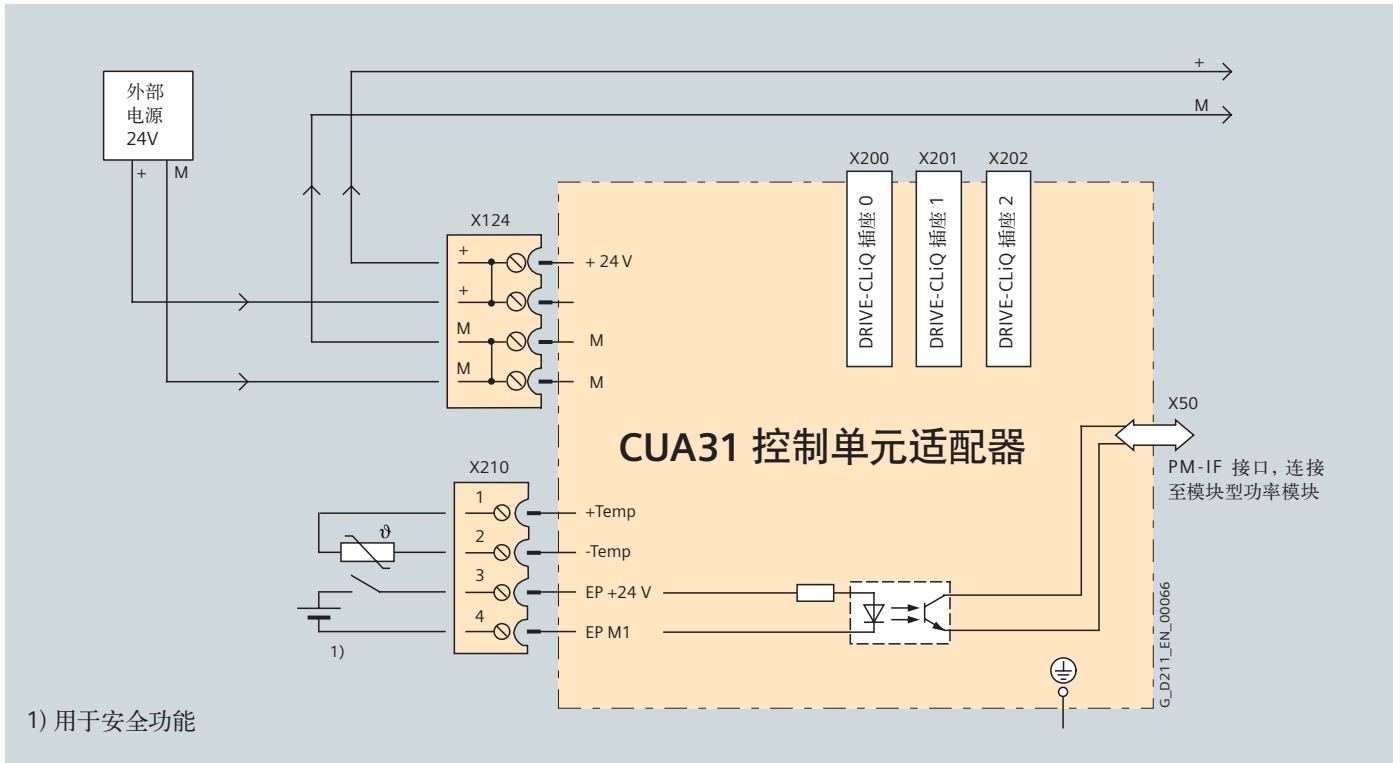 外部
电源
24V
+ M
+
M
X124
+
+
M
M
+ 24 V
M
M
X200 X201 X202
DRIVE-CLiQ 插座 0
DRIVE-CLiQ 插座 1
DRIVE-CLiQ 插座 2
CUA31 控制单元适配器
X50
PM-IF 接口, 连接
至模块型功率模块
X210
1
2
3
4
ϑ
+Temp
-Temp
EP +24 V
EP M1
1)
G_D211_EN_00066
1) 用于安全功能